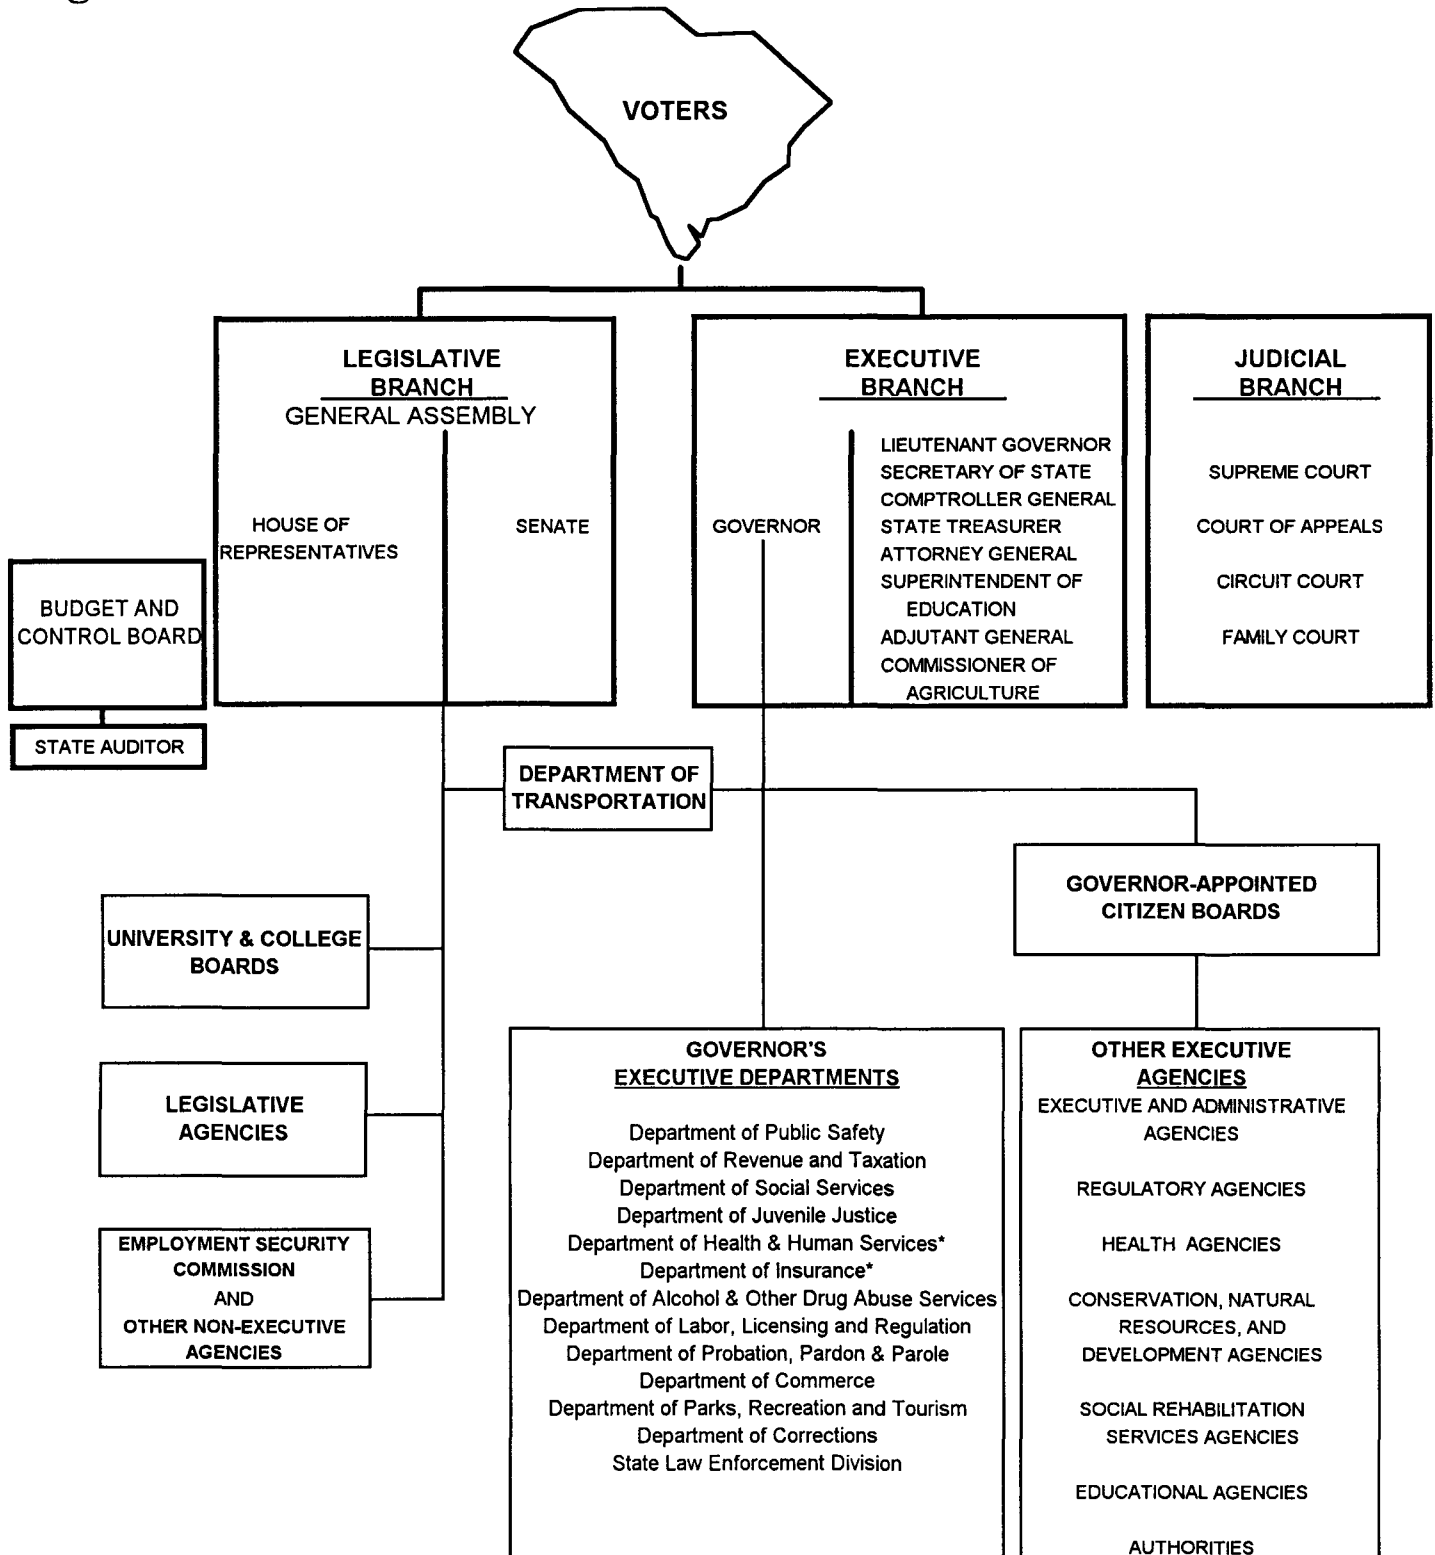 VOTERS
LEGISLATIVE
BRANCH
GENERAL ASSEMBLY
HOUSE OF
REPRESENTATIVES
SENATE
EXECUTIVE
BRANCH
GOVERNOR
LIEUTENANT GOVERNOR
SECRETARY OF STATE
COMPTROLLER GENERAL
STATE TREASURER
ATTORNEY GENERAL
SUPERINTENDENT OF
EDUCATION
ADJUTANT GENERAL
COMMISSIONER OF
AGRICULTURE
JUDICIAL
BRANCH
SUPREME COURT
COURT OF APPEALS
CIRCUIT COURT
FAMILY COURT
BUDGET AND
CONTROL BOARD
STATE AUDITOR
DEPARTMENT OF
TRANSPORTATION
GOVERNOR-APPOINTED
CITIZEN BOARDS
UNIVERSITY & COLLEGE
BOARDS
LEGISLATIVE
AGENCIES
EMPLOYMENT SECURITY
COMMISSION
AND
OTHER NON-EXECUTIVE
AGENCIES
GOVERNOR'S
EXECUTIVE DEPARTMENTS
Department of Public Safety
Department of Revenue and Taxation
Department of Social Services
Department of Juvenile Justice
Department of Health & Human Services*
Department of Insurance*
Department of Alcohol & Other Drug Abuse Services
Department of Labor, Licensing and Regulation
Department of Probation, Pardon & Parole
Department of Commerce
Department of Parks, Recreation and Tourism
Department of Corrections
State Law Enforcement Division
OTHER EXECUTIVE
AGENCIES
EXECUTIVE AND ADMINISTRATIVE
AGENCIES
REGULATORY AGENCIES
HEALTH AGENCIES
CONSERVATION, NATURAL
RESOURCES, AND
DEVELOPMENT AGENCIES
SOCIAL REHABILITATION
SERVICES AGENCIES
EDUCATIONAL AGENCIES
AUTHORITIES